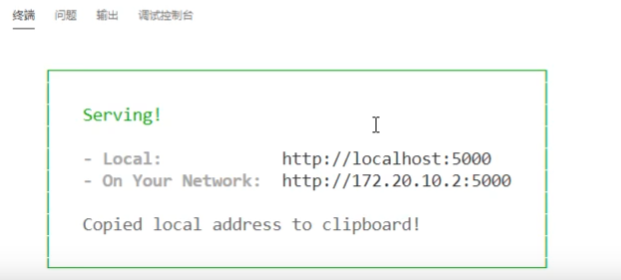 终端 问题 输出 调试控制台
Serving!
- Local: http://localhost:5000
- On Your Network: http://172.20.10.2:5000
Copied local address to clipboard!